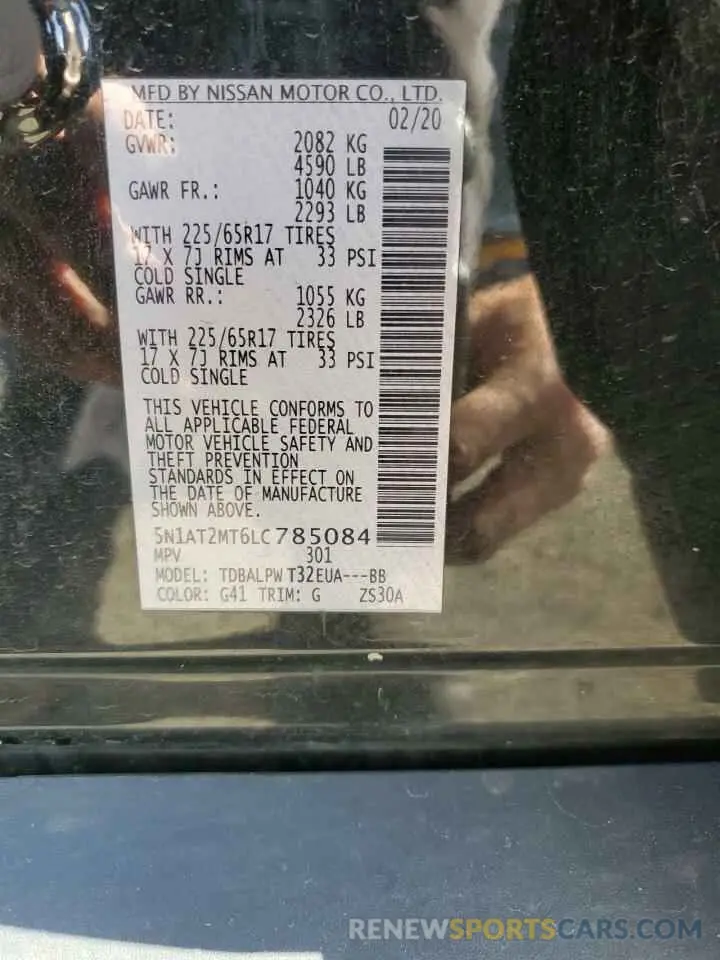 MFD BY NISSAN MOTOR CO., LTD.
DATE: 02/20
GVWR: 2082 KG
4590 LB
GAWR FR.: 1040 KG
2293 LB
WITH 225/65R17 TIRES
17 X 7J RIMS AT 33 PSI
COLD SINGLE
GAWR RR.: 1055 KG
2326 LB
WITH 225/65R17 TIRES
17 X 7J RIMS AT 33 PSI
COLD SINGLE
THIS VEHICLE CONFORMS TO
ALL APPLICABLE FEDERAL
MOTOR VEHICLE SAFETY AND
THEFT PREVENTION
STANDARDS IN EFFECT ON
THE DATE OF MANUFACTURE
SHOWN ABOVE.
5N1AT2MT6LC785084
MPV 301
MODEL: TDBALPW T32EUA---BB
COLOR: G41 TRIM: G ZS30A
RENEWSPORTSCARS.COM